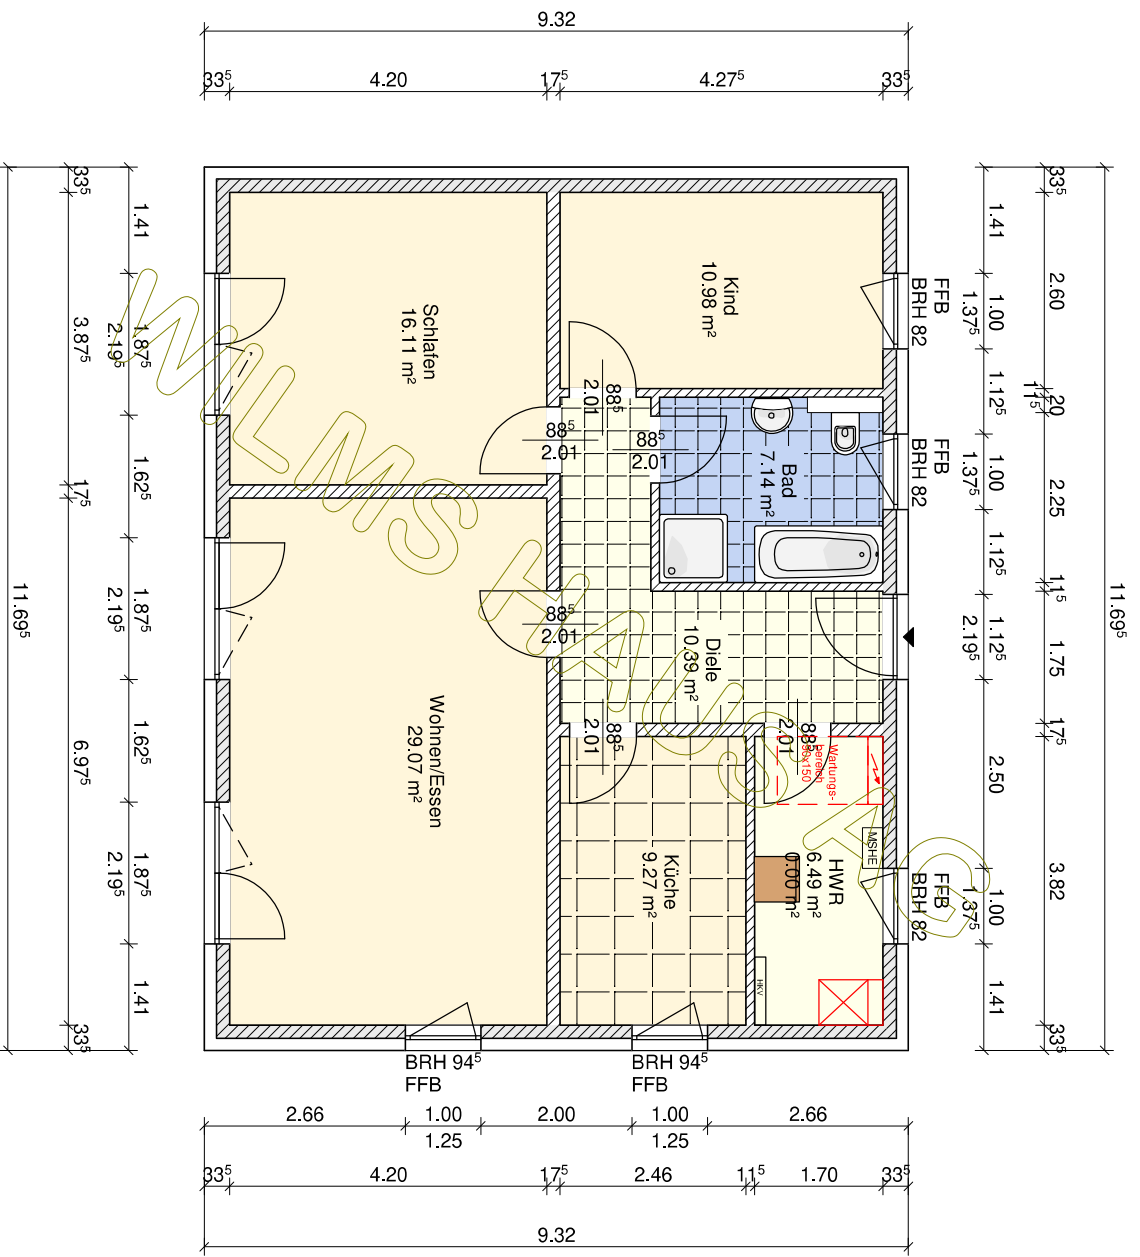 9.32
33⁵ 4.20 17⁵ 4.27⁵ 33⁵
11.69⁵
33⁵ 3.87⁵ 17⁵ 6.97⁵ 33⁵
1.41 1.87⁵ 1.62⁵ 1.87⁵ 1.62⁵ 1.87⁵ 1.41
2.19⁵ 2.19⁵ 2.19⁵
Schlafen
16.11 m²
Kind
10.98 m²
88⁵
2.01
88⁵
2.01
88⁵
2.01
Bad
7.14 m²
88⁵
2.01
Diele
10.39 m²
Wohnen/Essen
29.07 m²
88⁵
2.01
88⁵
2.01
Wartungs-
bereich
90x150
Küche
9.27 m²
HWR
6.49 m²
0.00 m²
MSHE
HKV
WILMS HAUS AG
FFB
BRH 82
FFB
BRH 82
FFB
BRH 82
1.41 1.00 1.12⁵ 1.00 1.12⁵ 1.12⁵ 2.50 1.00 1.41
1.37⁵ 1.37⁵ 2.19⁵ 1.37⁵
33⁵ 2.60 11⁵ 20 2.25 11⁵ 1.75 17⁵ 3.82 33⁵
11.69⁵
BRH 94⁵
FFB
BRH 94⁵
FFB
2.66 1.00 2.00 1.00 2.66
1.25 1.25
33⁵ 4.20 17⁵ 2.46 11⁵ 1.70 33⁵
9.32